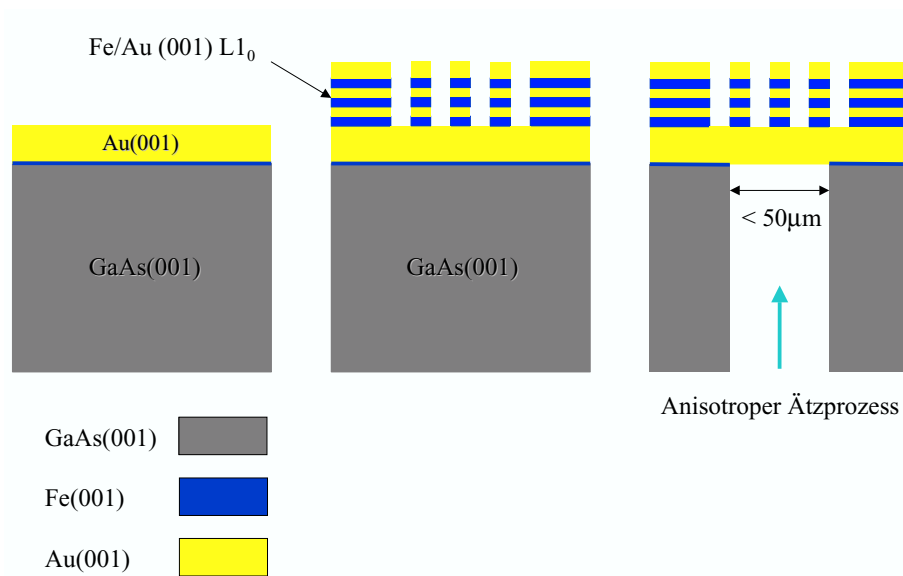 Fe/Au (001) L1₀
Au(001)
GaAs(001)
GaAs(001)
< 50μm
Anisotroper Ätzprozess
GaAs(001)
Fe(001)
Au(001)